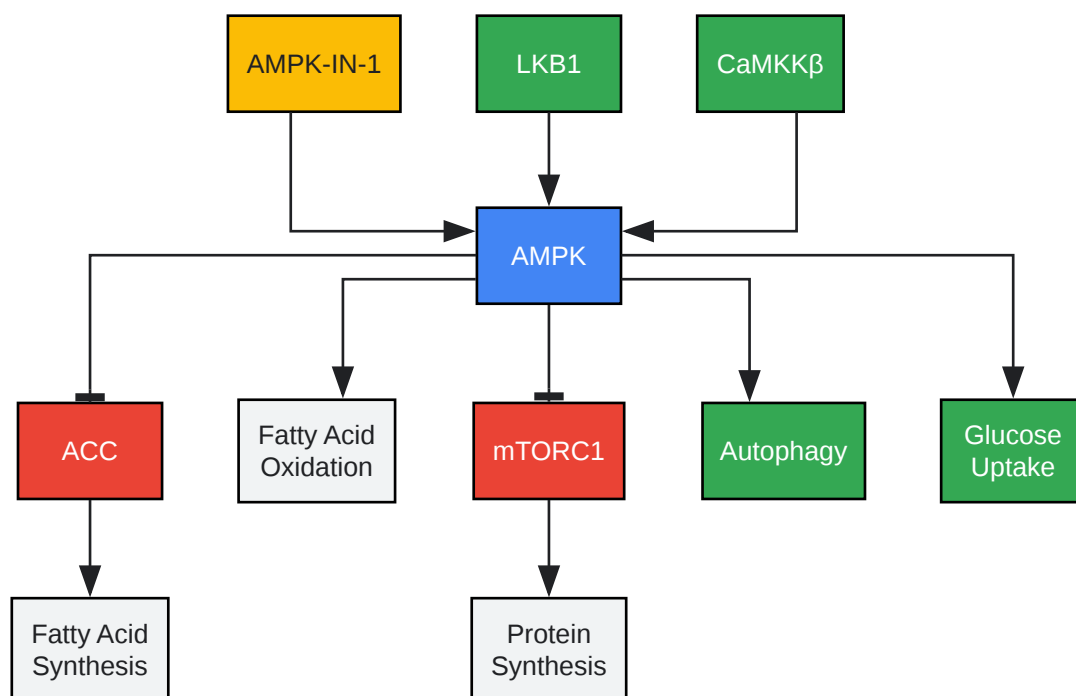 AMPK-IN-1
LKB1
CaMKKβ
AMPK
ACC
Fatty Acid
Oxidation
mTORC1
Autophagy
Glucose
Uptake
Fatty Acid
Synthesis
Protein
Synthesis